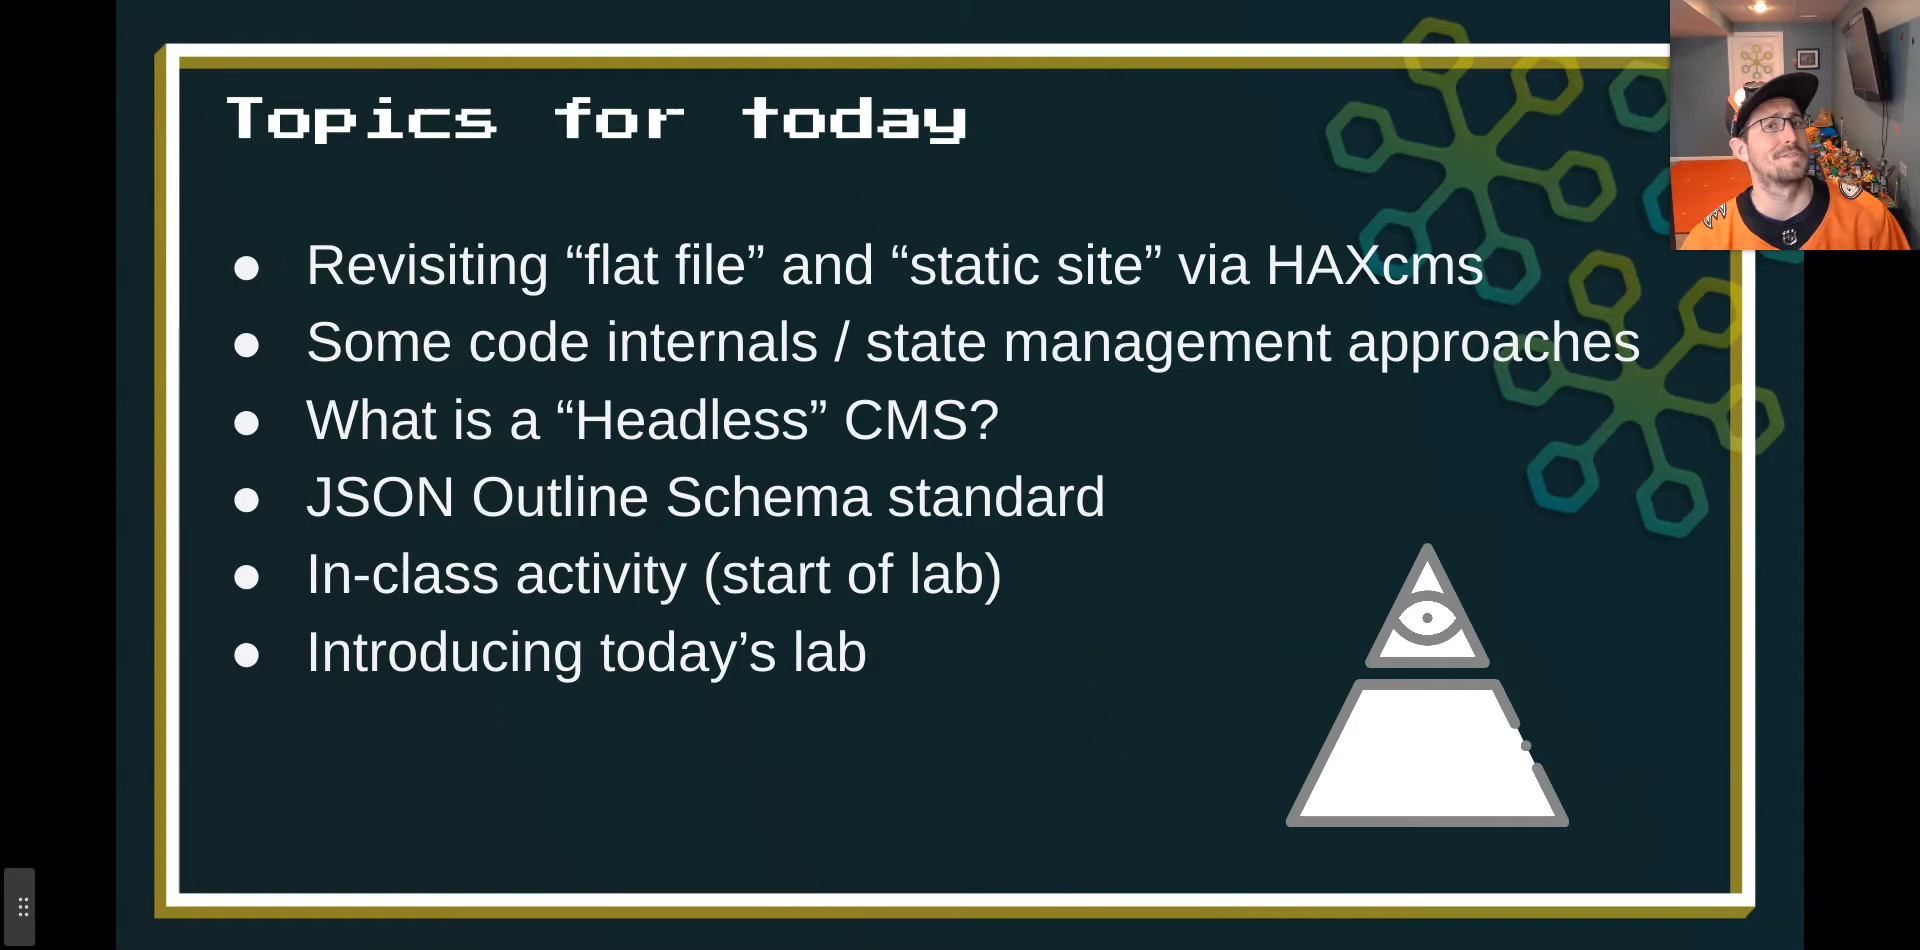 Topics for today
● Revisiting “flat file” and “static site” via HAXcms
● Some code internals / state management approaches
● What is a “Headless” CMS?
● JSON Outline Schema standard
● In-class activity (start of lab)
● Introducing today’s lab